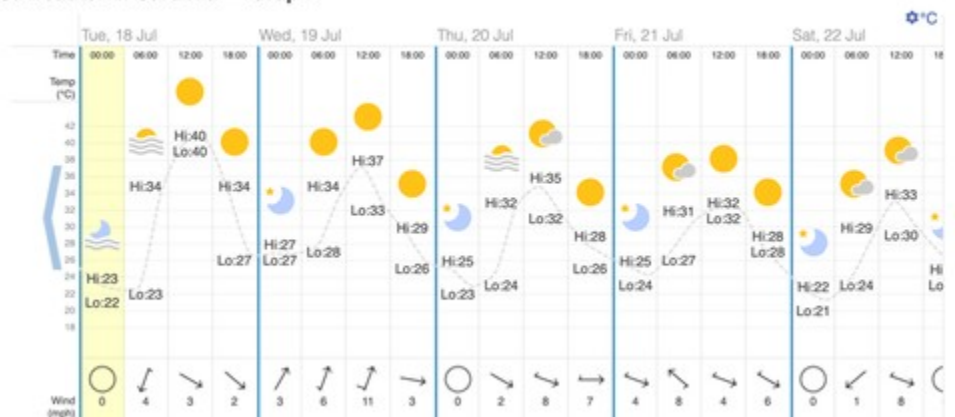 °C
Tue, 18 Jul Wed, 19 Jul Thu, 20 Jul Fri, 21 Jul Sat, 22 Jul
Time 00:00 06:00 12:00 18:00 00:00 06:00 12:00 18:00 00:00 06:00 12:00 18:00 00:00 06:00 12:00 18:00 00:00 06:00 12:00
Temp
(°C)
42
40
38
36
34
32
30
28
26
24
22
20
18
Hi:23
Lo:22
Hi:34
Lo:23
Hi:40
Lo:40
Hi:34
Lo:27
Hi:27
Lo:27
Hi:34
Lo:28
Hi:37
Lo:33
Hi:29
Lo:26
Hi:25
Lo:23
Hi:32
Lo:24
Hi:35
Lo:32
Hi:28
Lo:26
Hi:25
Lo:24
Hi:31
Lo:27
Hi:32
Lo:32
Hi:28
Lo:28
Hi:22
Lo:21
Hi:29
Lo:24
Hi:33
Lo:30
Hi
Lo
Wind
(mph)
0 4 3 2 3 6 11 3 0 2 8 7 4 8 4 6 0 2 8